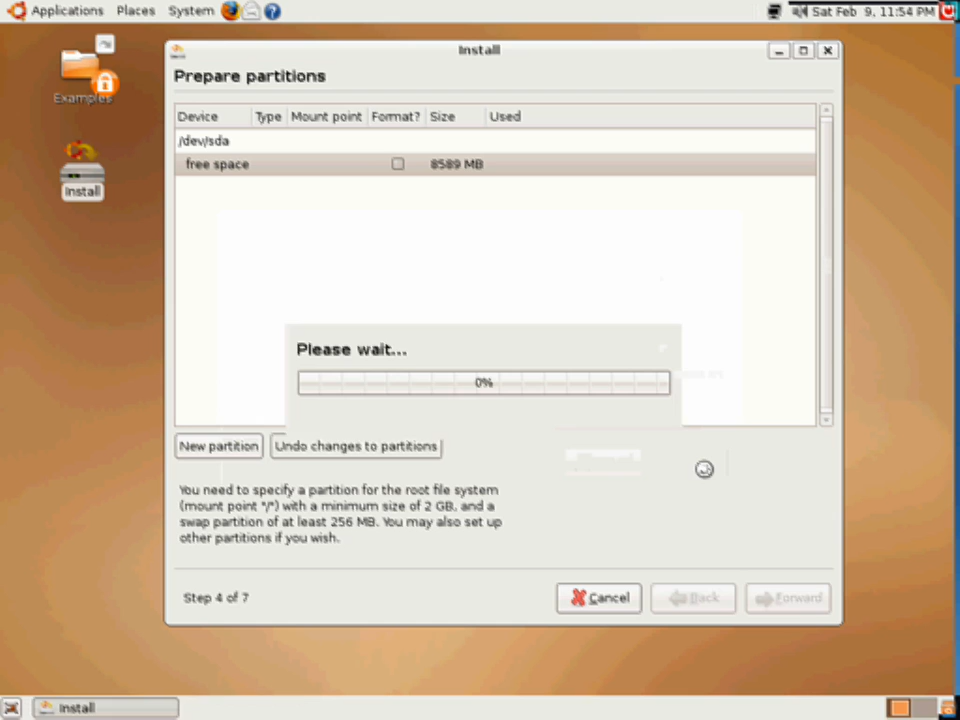 Applications Places System Sat Feb 9, 11:54 PM
Examples
Install
Install
Prepare partitions
Device Type Mount point Format? Size Used
/dev/sda
free space 8589 MB
Please wait...
0%
New partition Undo changes to partitions
You need to specify a partition for the root file system
(mount point "/") with a minimum size of 2 GB, and a
swap partition of at least 256 MB. You may also set up
other partitions if you wish.
Step 4 of 7 Cancel Back Forward
Install